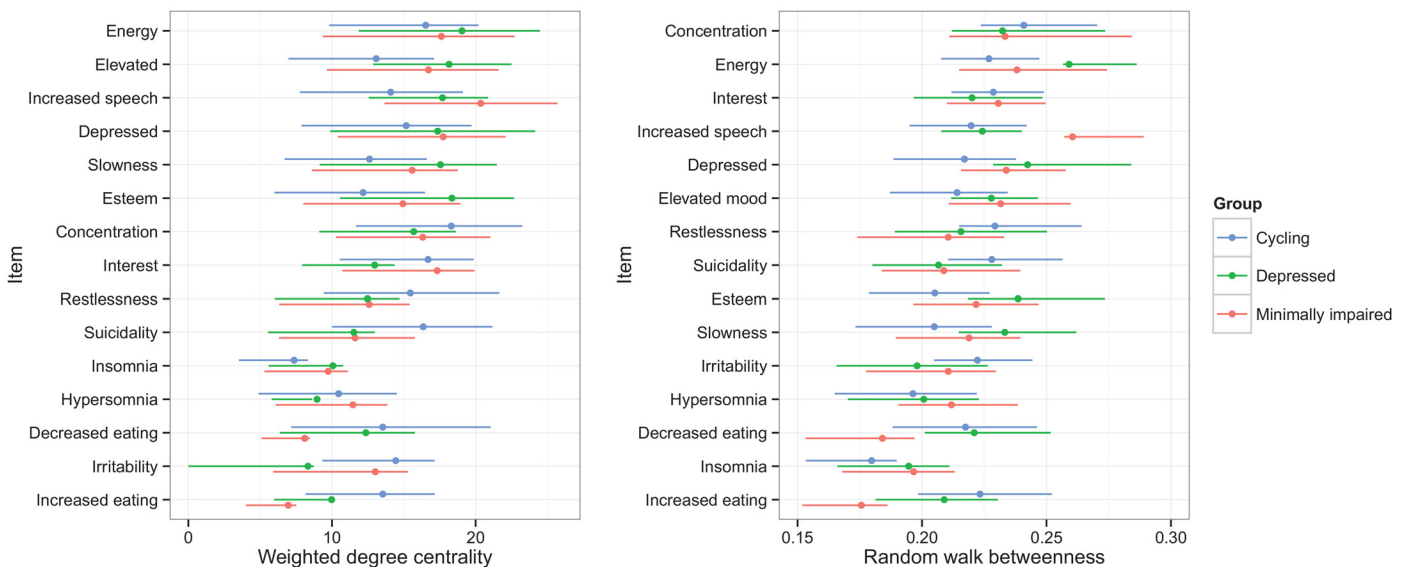 Energy
Elevated
Increased speech
Depressed
Slowness
Esteem
Concentration
Interest
Restlessness
Suicidality
Insomnia
Hypersomnia
Decreased eating
Irritability
Increased eating
Item
0 10 20
Weighted degree centrality
Concentration
Energy
Interest
Increased speech
Depressed
Elevated mood
Restlessness
Suicidality
Esteem
Slowness
Irritability
Hypersomnia
Decreased eating
Insomnia
Increased eating
Item
0.15 0.20 0.25 0.30
Random walk betweenness
Group
Cycling
Depressed
Minimally impaired